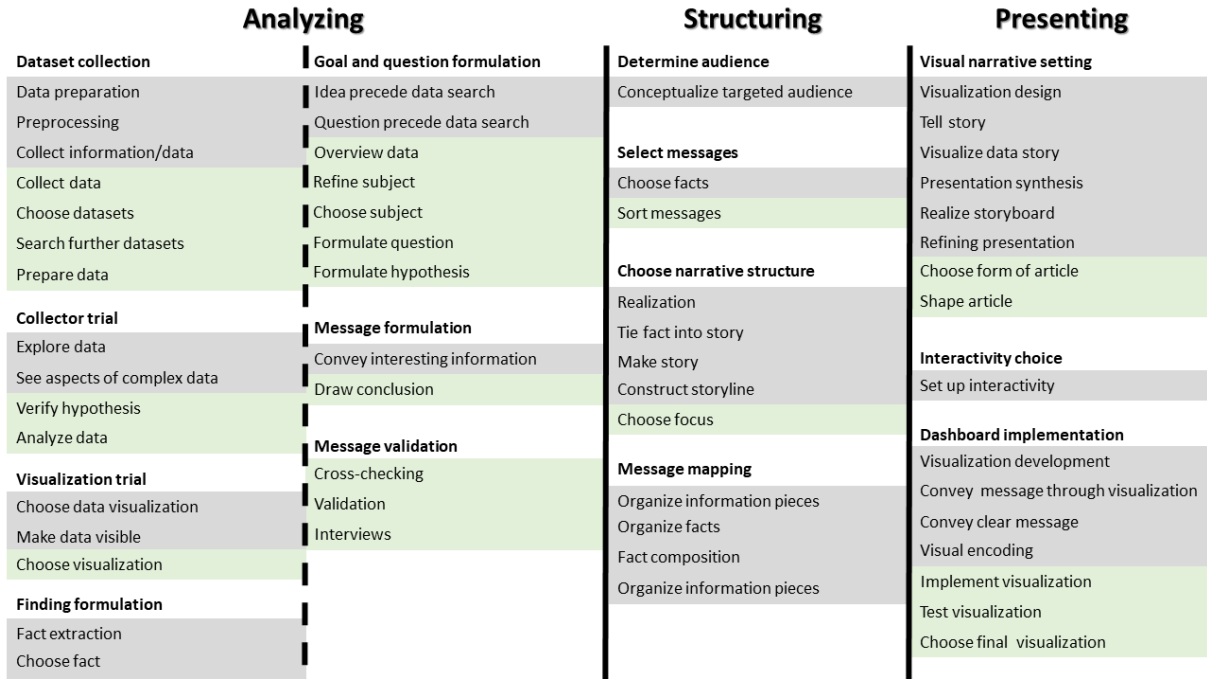 Analyzing
Structuring
Presenting
Dataset collection
Data preparation
Preprocessing
Collect information/data
Collect data
Choose datasets
Search further datasets
Prepare data
Collector trial
Explore data
See aspects of complex data
Verify hypothesis
Analyze data
Visualization trial
Choose data visualization
Make data visible
Choose visualization
Finding formulation
Fact extraction
Choose fact
Goal and question formulation
Idea precede data search
Question precede data search
Overview data
Refine subject
Choose subject
Formulate question
Formulate hypothesis
Message formulation
Convey interesting information
Draw conclusion
Message validation
Cross-checking
Validation
Interviews
Determine audience
Conceptualize targeted audience
Select messages
Choose facts
Sort messages
Choose narrative structure
Realization
Tie fact into story
Make story
Construct storyline
Choose focus
Message mapping
Organize information pieces
Organize facts
Fact composition
Organize information pieces
Visual narrative setting
Visualization design
Tell story
Visualize data story
Presentation synthesis
Realize storyboard
Refining presentation
Choose form of article
Shape article
Interactivity choice
Set up interactivity
Dashboard implementation
Visualization development
Convey message through visualization
Convey clear message
Visual encoding
Implement visualization
Test visualization
Choose final visualization